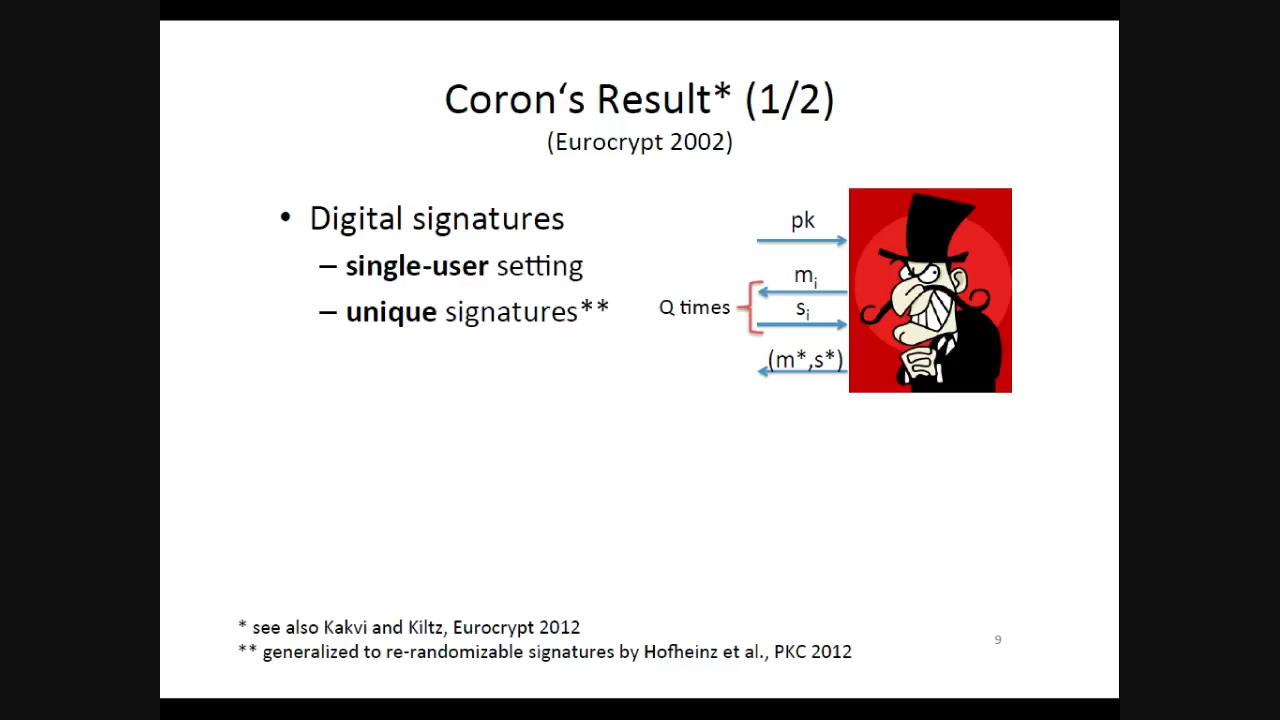 Coron‘s Result* (1/2)
(Eurocrypt 2002)
• Digital signatures
– single-user setting
– unique signatures**
pk
mi
Q times
si
(m*,s*)
* see also Kakvi and Kiltz, Eurocrypt 2012
** generalized to re-randomizable signatures by Hofheinz et al., PKC 2012
9